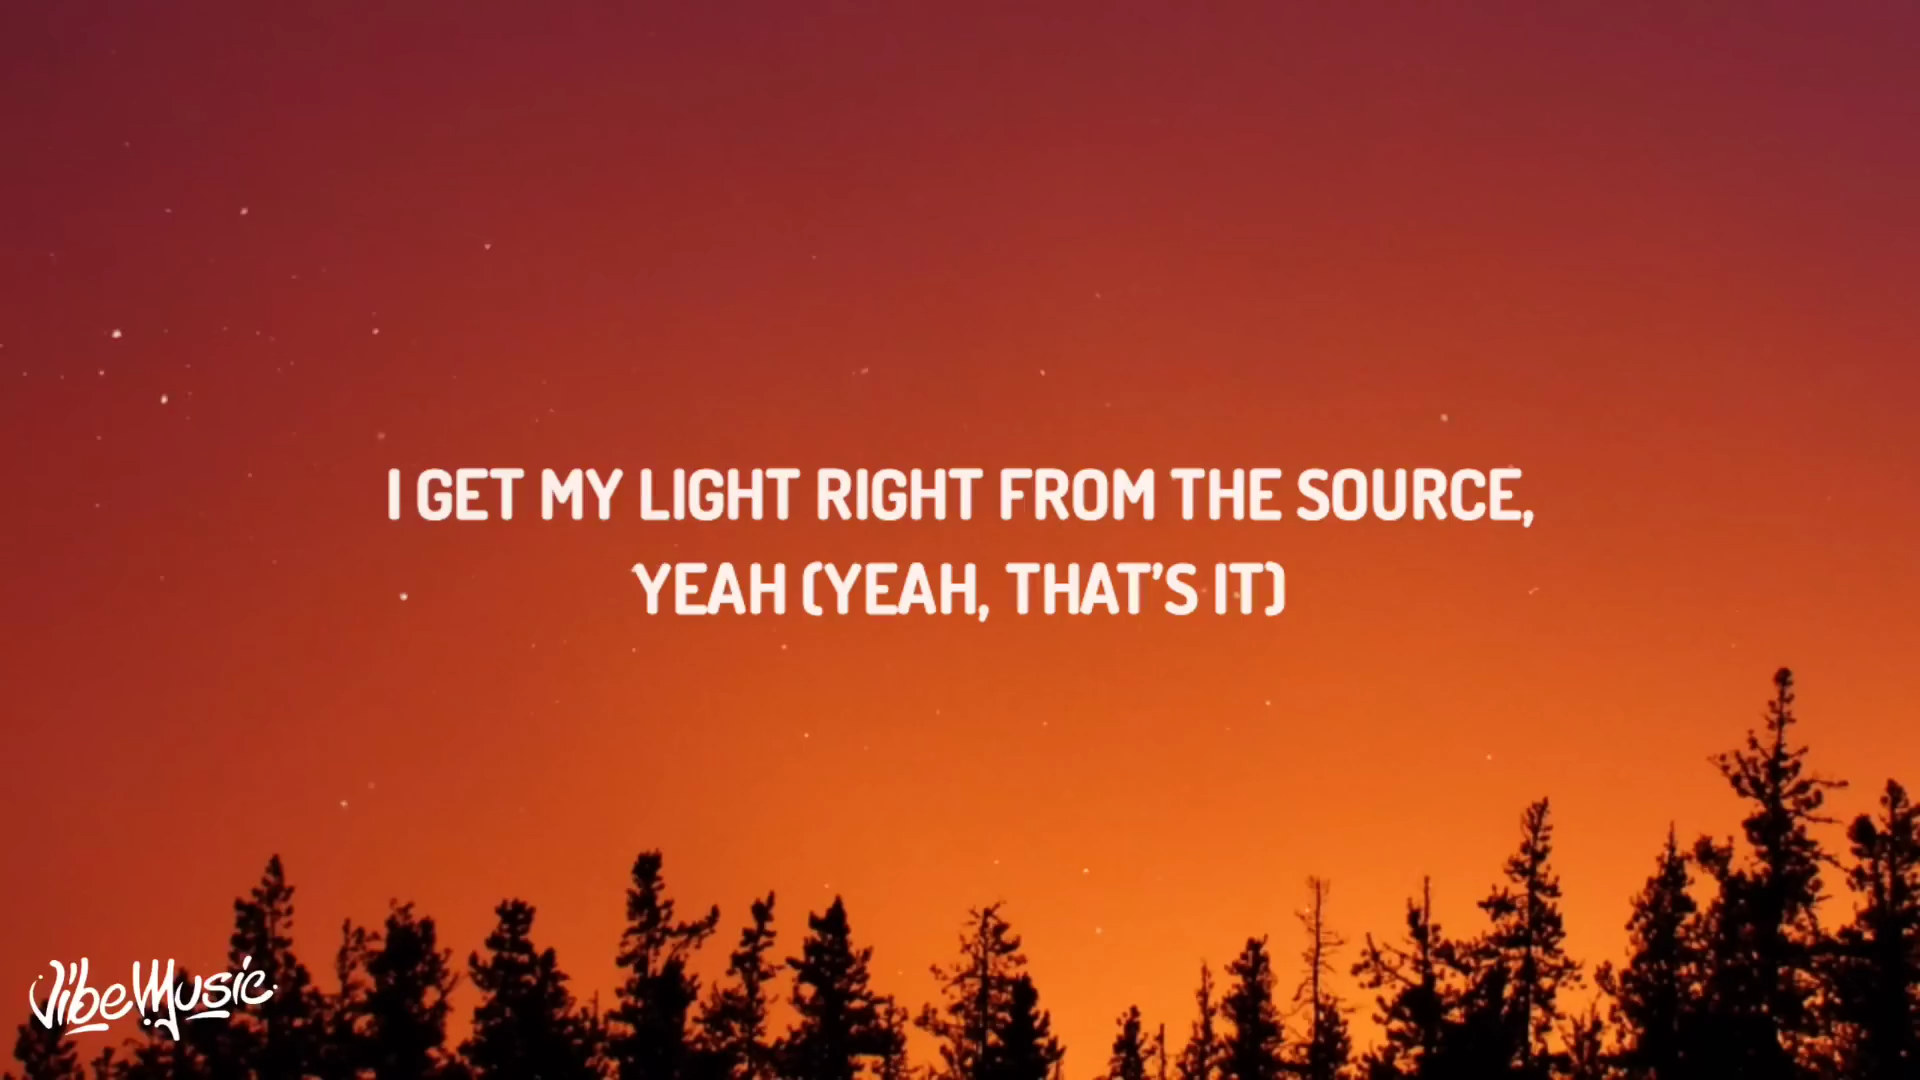 I GET MY LIGHT RIGHT FROM THE SOURCE,
YEAH (YEAH, THAT'S IT)
VibeMusic